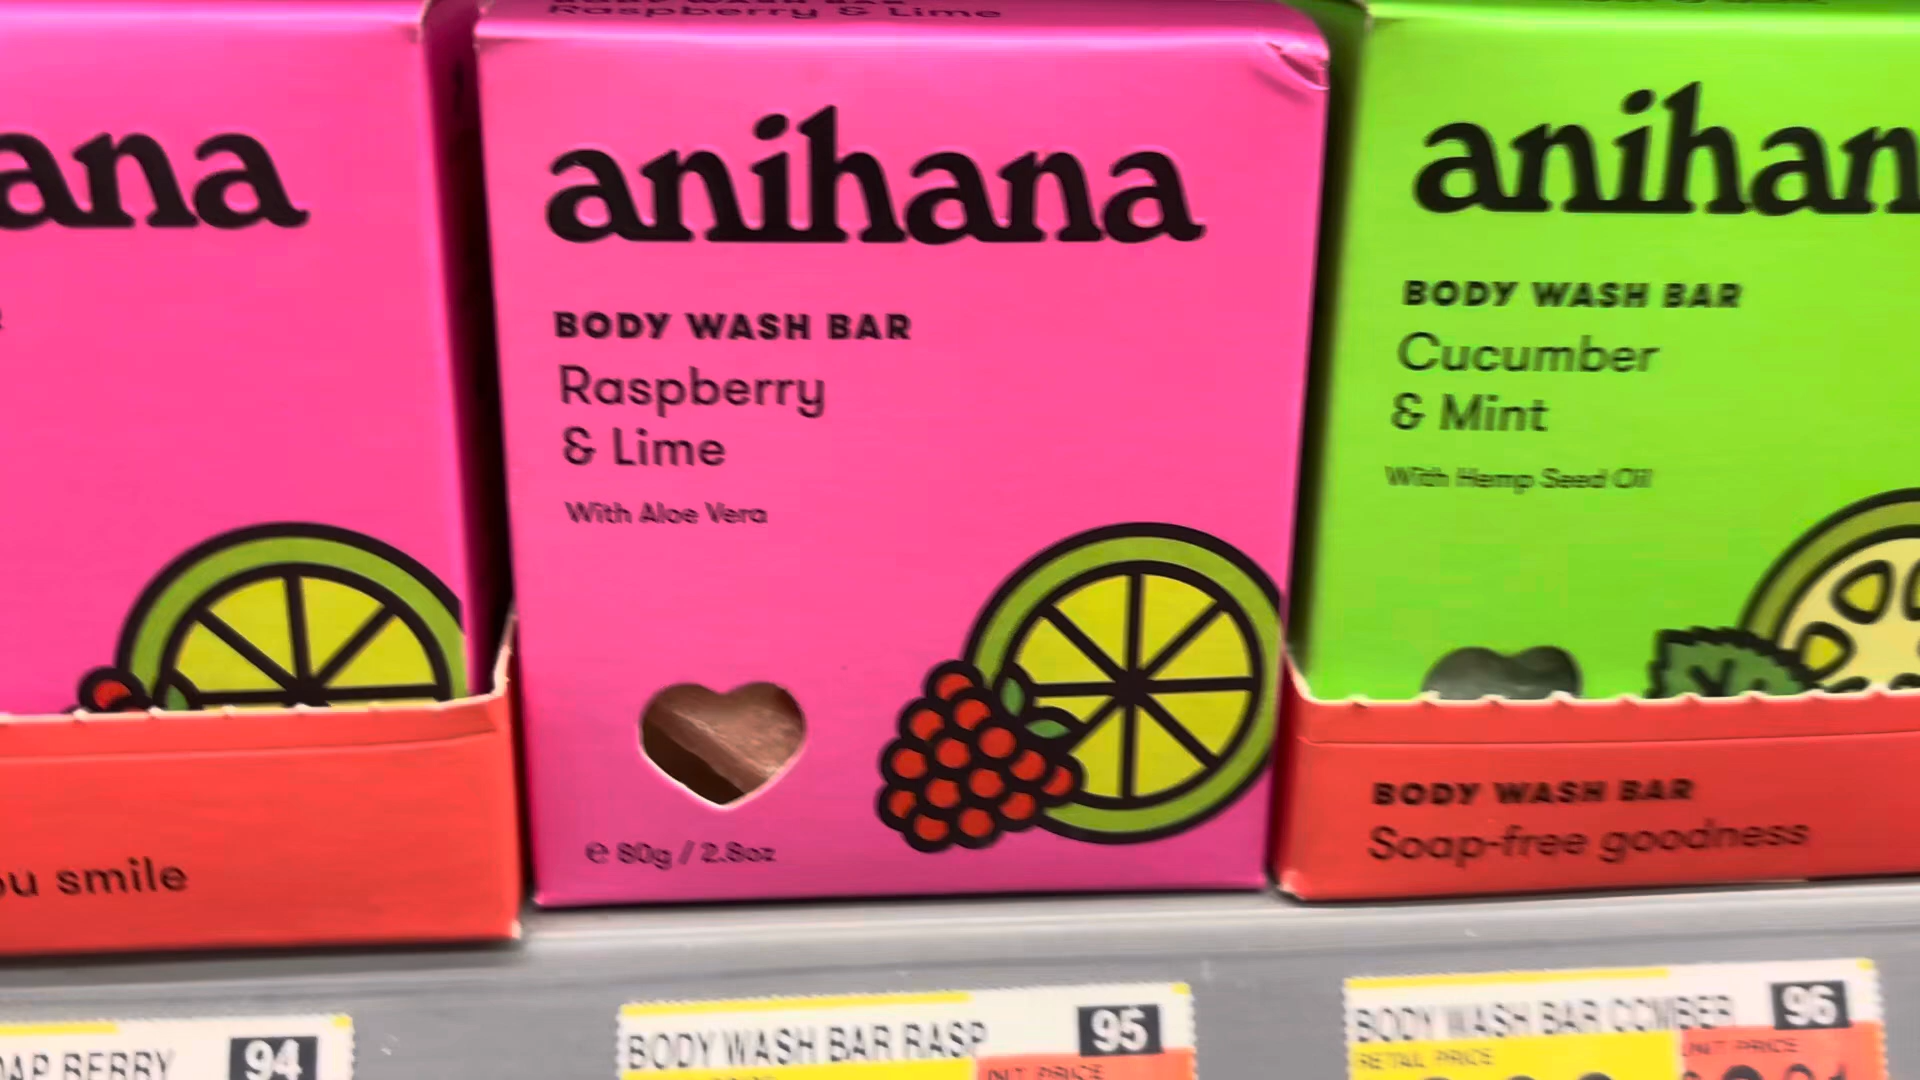 ana
ou smile
Raspberry & Lime
anihana
BODY WASH BAR
Raspberry
& Lime
With Aloe Vera
e 80g / 2.8oz
anihan
BODY WASH BAR
Cucumber
& Mint
With Hemp Seed Oil
BODY WASH BAR
Soap-free goodness
OAP BERRY 94
BODY WASH BAR RASP 95
UNIT PRICE
BODY WASH BAR CCMBER 96
RETAIL PRICE
UNIT PRICE